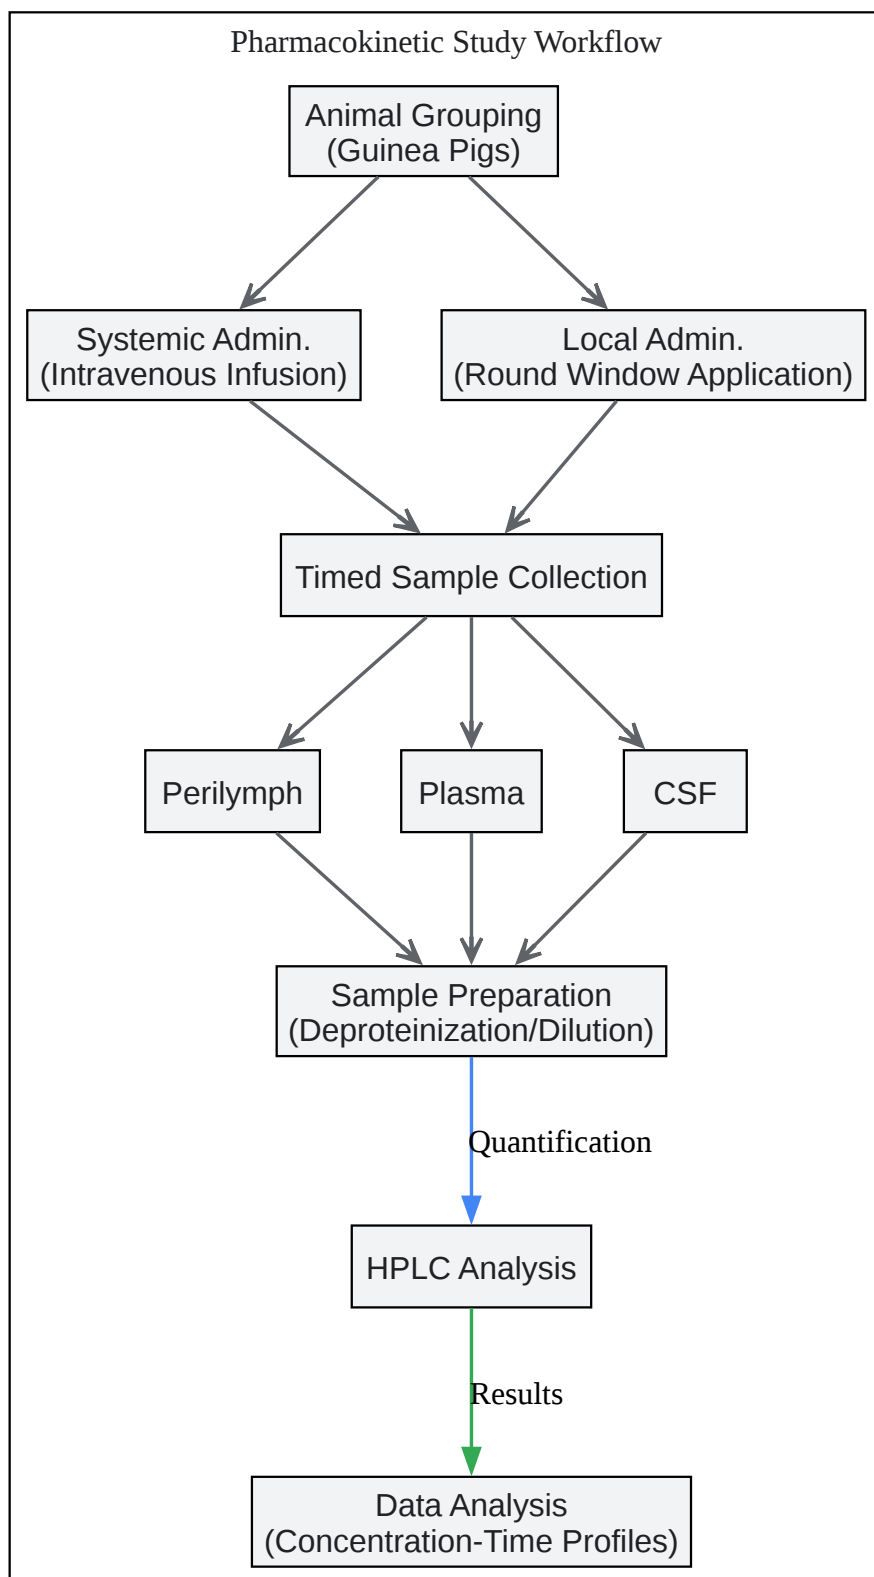 Pharmacokinetic Study Workflow
Animal Grouping
(Guinea Pigs)
Systemic Admin.
(Intravenous Infusion)
Local Admin.
(Round Window Application)
Timed Sample Collection
Perilymph
Plasma
CSF
Sample Preparation
(Deproteinization/Dilution)
Quantification
HPLC Analysis
Results
Data Analysis
(Concentration-Time Profiles)